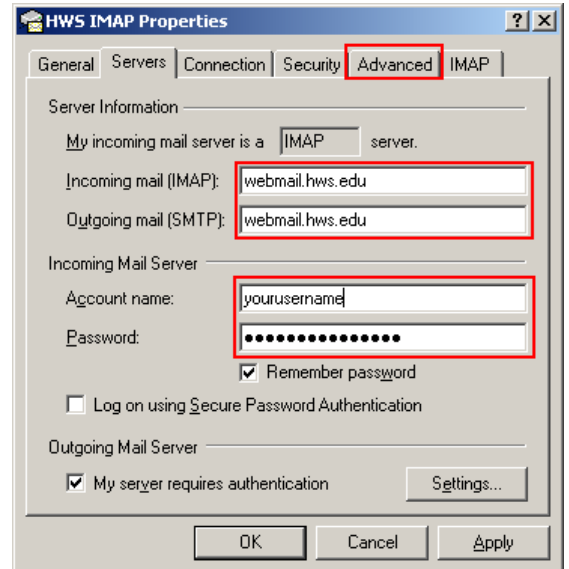 HWS IMAP Properties
General Servers Connection Security Advanced IMAP
Server Information
My incoming mail server is a IMAP server.
Incoming mail (IMAP): webmail.hws.edu
Outgoing mail (SMTP): webmail.hws.edu
Incoming Mail Server
Account name: yourusername
Password: ●●●●●●●●●●●●●●●
Remember password
Log on using Secure Password Authentication
Outgoing Mail Server
My server requires authentication Settings...
OK Cancel Apply